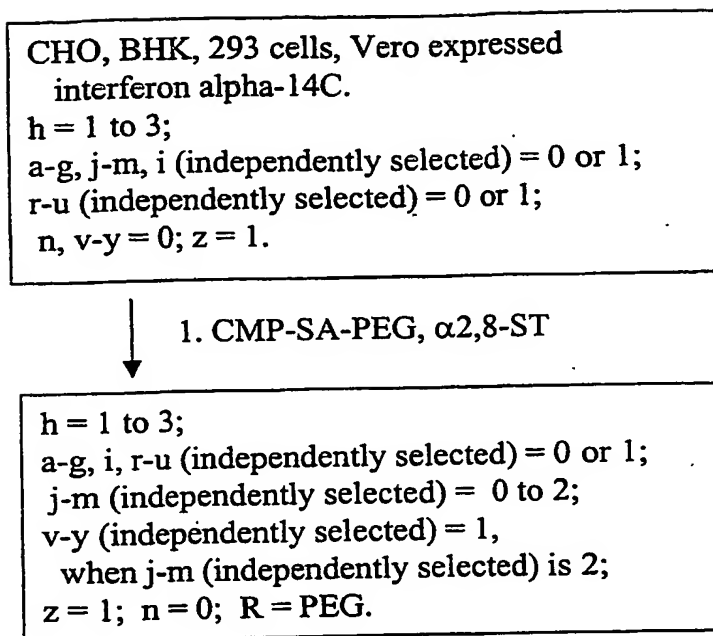 CHO, BHK, 293 cells, Vero expressed
interferon alpha-14C.
h = 1 to 3;
a-g, j-m, i (independently selected) = 0 or 1;
r-u (independently selected) = 0 or 1;
n, v-y = 0; z = 1.
1. CMP-SA-PEG, α2,8-ST
h = 1 to 3;
a-g, i, r-u (independently selected) = 0 or 1;
j-m (independently selected) = 0 to 2;
v-y (independently selected) = 1,
when j-m (independently selected) is 2;
z = 1; n = 0; R = PEG.